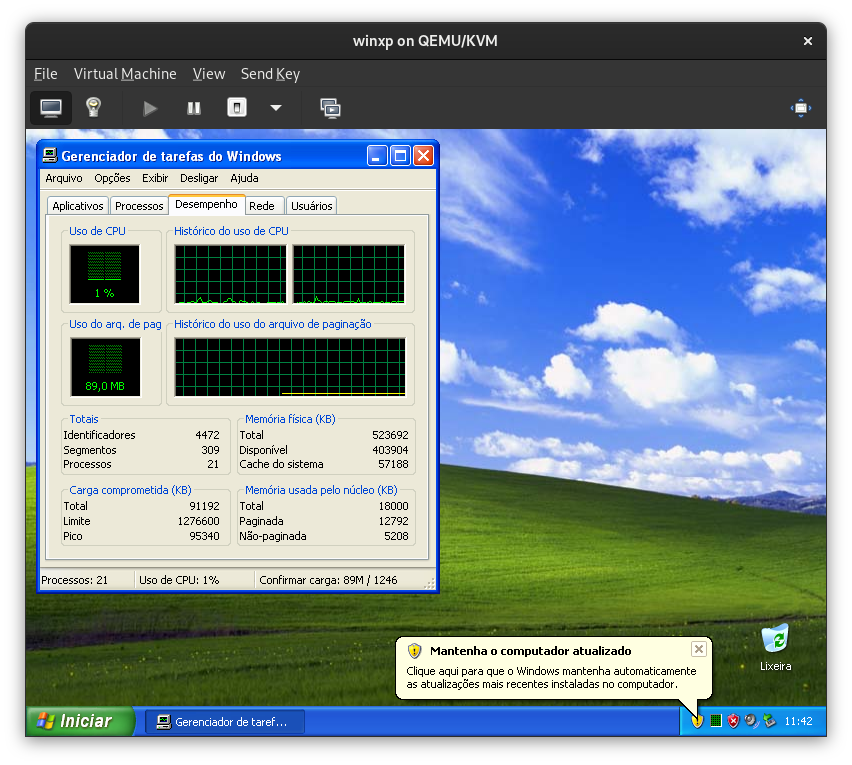 winxp on QEMU/KVM
File Virtual Machine View Send Key
Gerenciador de tarefas do Windows
Arquivo Opções Exibir Desligar Ajuda
Aplicativos Processos Desempenho Rede Usuários
Uso de CPU Histórico do uso de CPU
1 %
Uso do arq. de pag Histórico do uso do arquivo de paginação
89,0 MB
Totais Memória física (KB)
Identificadores 4472 Total 523692
Segmentos 309 Disponível 403904
Processos 21 Cache do sistema 57188
Carga comprometida (KB) Memória usada pelo núcleo (KB)
Total 91192 Total 18000
Limite 1276600 Paginada 12792
Pico 95340 Não-paginada 5208
Processos: 21 Uso de CPU: 1% Confirmar carga: 89M / 1246
Mantenha o computador atualizado
Clique aqui para que o Windows mantenha automaticamente
as atualizações mais recentes instaladas no computador.
Lixeira
Iniciar Gerenciador de taref... 11:42